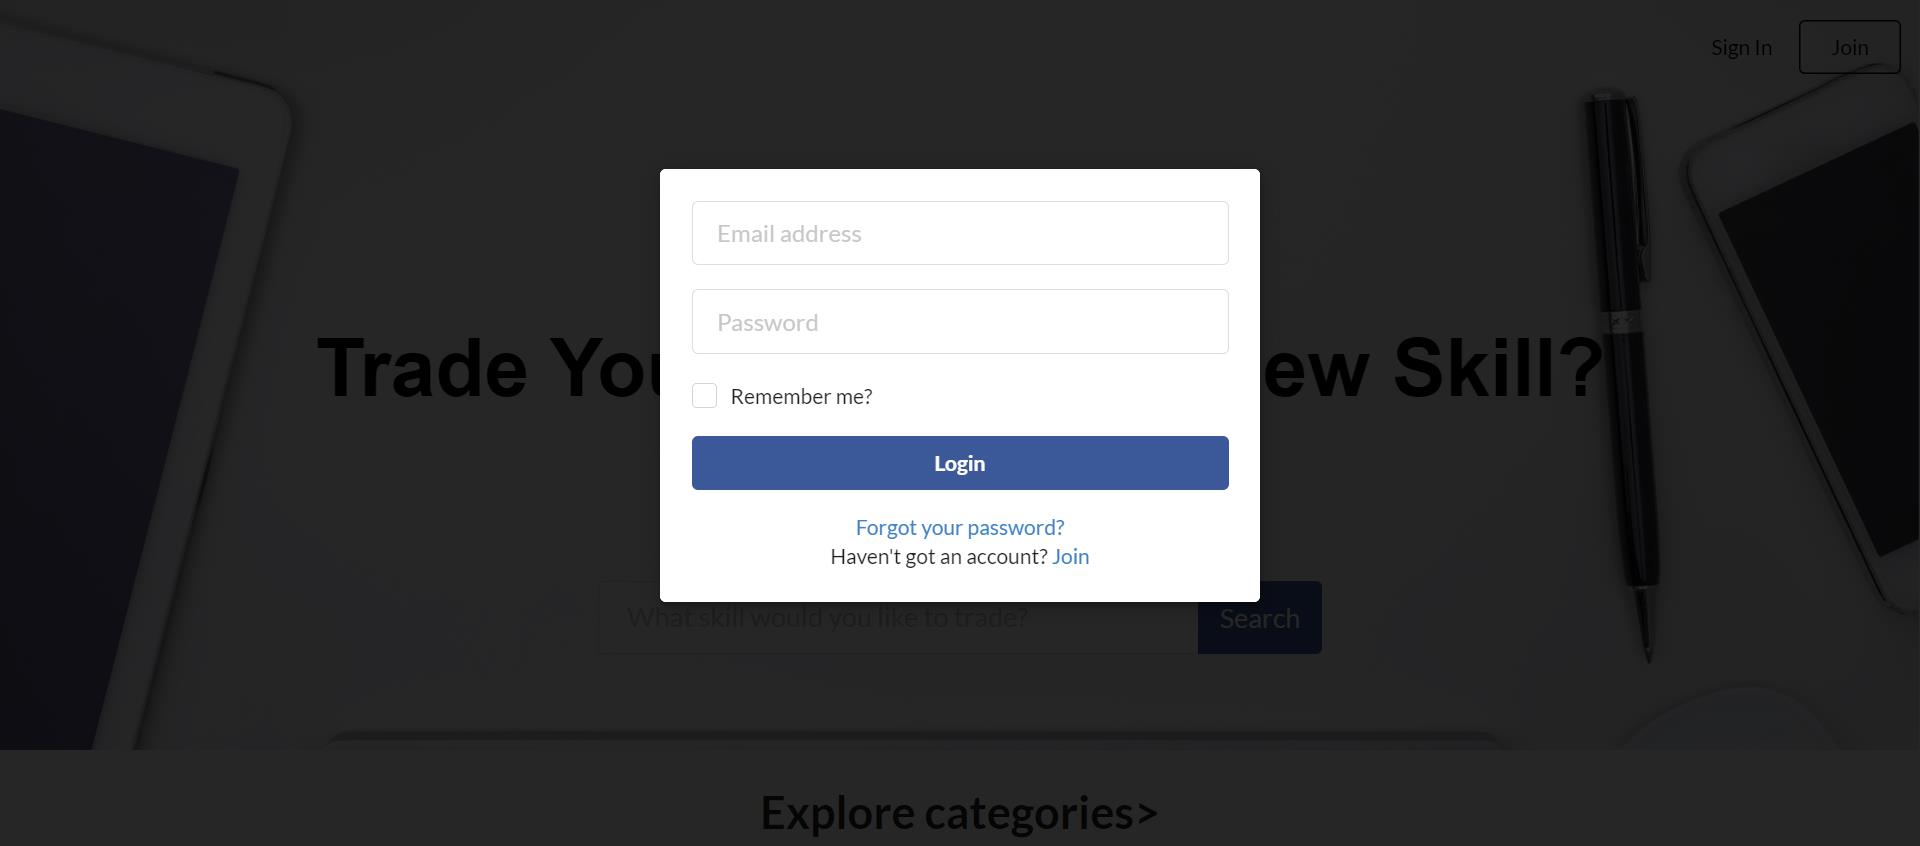 Sign In
Join
Email address
Password
Trade You
ew Skill?
Remember me?
Login
Forgot your password?
Haven't got an account? Join
What skill would you like to trade?
Search
Explore categories>